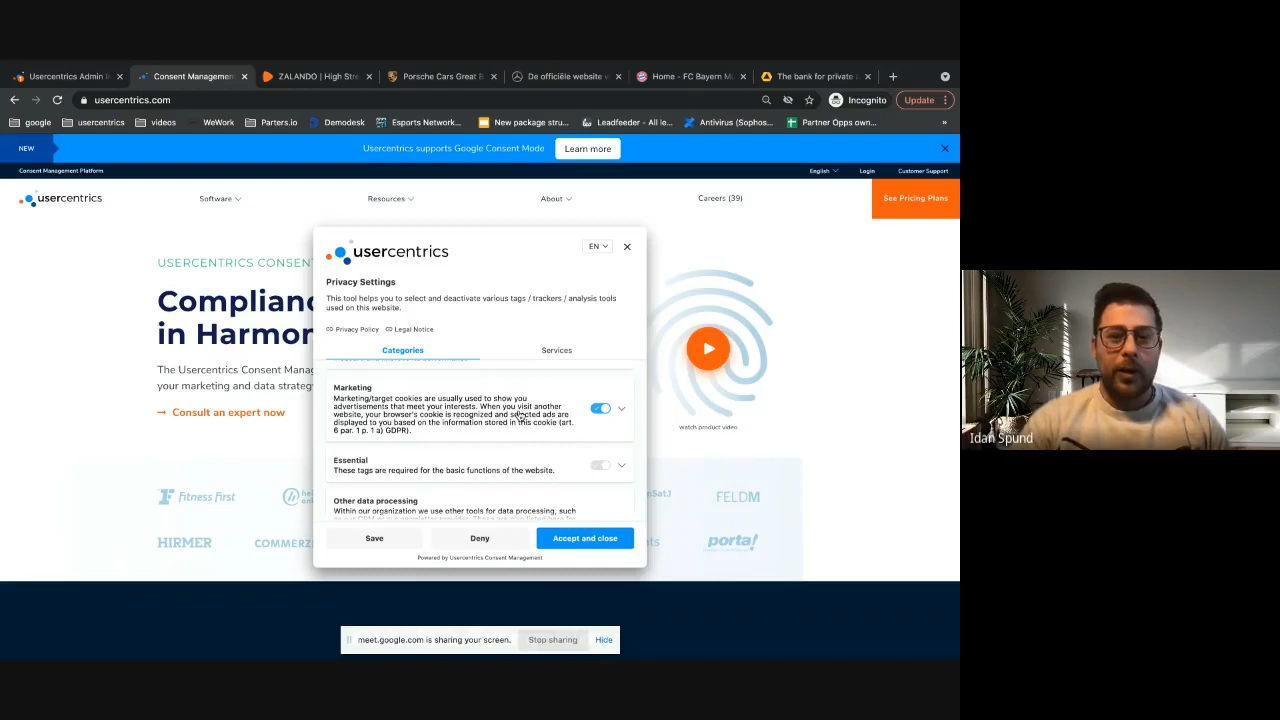 Usercentrics Admin In
Consent Management
ZALANDO | High Stre
Porsche Cars Great B
De officiële website v
Home - FC Bayern M
The bank for private a
usercentrics.com
Incognito
Update
google
usercentrics
videos
WeWork
Parters.io
Demodesk
Esports Network...
New package stru...
Leadfeeder - All le...
Antivirus (Sophos...
Partner Opps own...
»
NEW
Usercentrics supports Google Consent Mode
Learn more
Consent Management Platform
English
Login
Customer Support
usercentrics
Software
Resources
About
Careers (39)
See Pricing Plans
USERCENTRICS CONSEN
Complianc
in Harmon
The Usercentrics Consent Mana
your marketing and data strateg
→ Consult an expert now
watch product video
usercentrics
EN
Privacy Settings
This tool helps you to select and deactivate various tags / trackers / analysis tools
used on this website.
Privacy Policy
Legal Notice
Categories
Services
Marketing
Marketing/target cookies are usually used to show you
advertisements that meet your interests. When you visit another
website, your browser's cookie is recognized and selected ads are
displayed to you based on the information stored in this cookie (art.
6 par. 1 p. 1 a) GDPR).
Essential
These tags are required for the basic functions of the website.
Other data processing
Within our organization we use other tools for data processing, such
Save
Deny
Accept and close
Powered by Usercentrics Consent Management
fitness first
FELDM
HIRMER
COMMERZ
porta!
meet.google.com is sharing your screen.
Stop sharing
Hide
Idan Spund